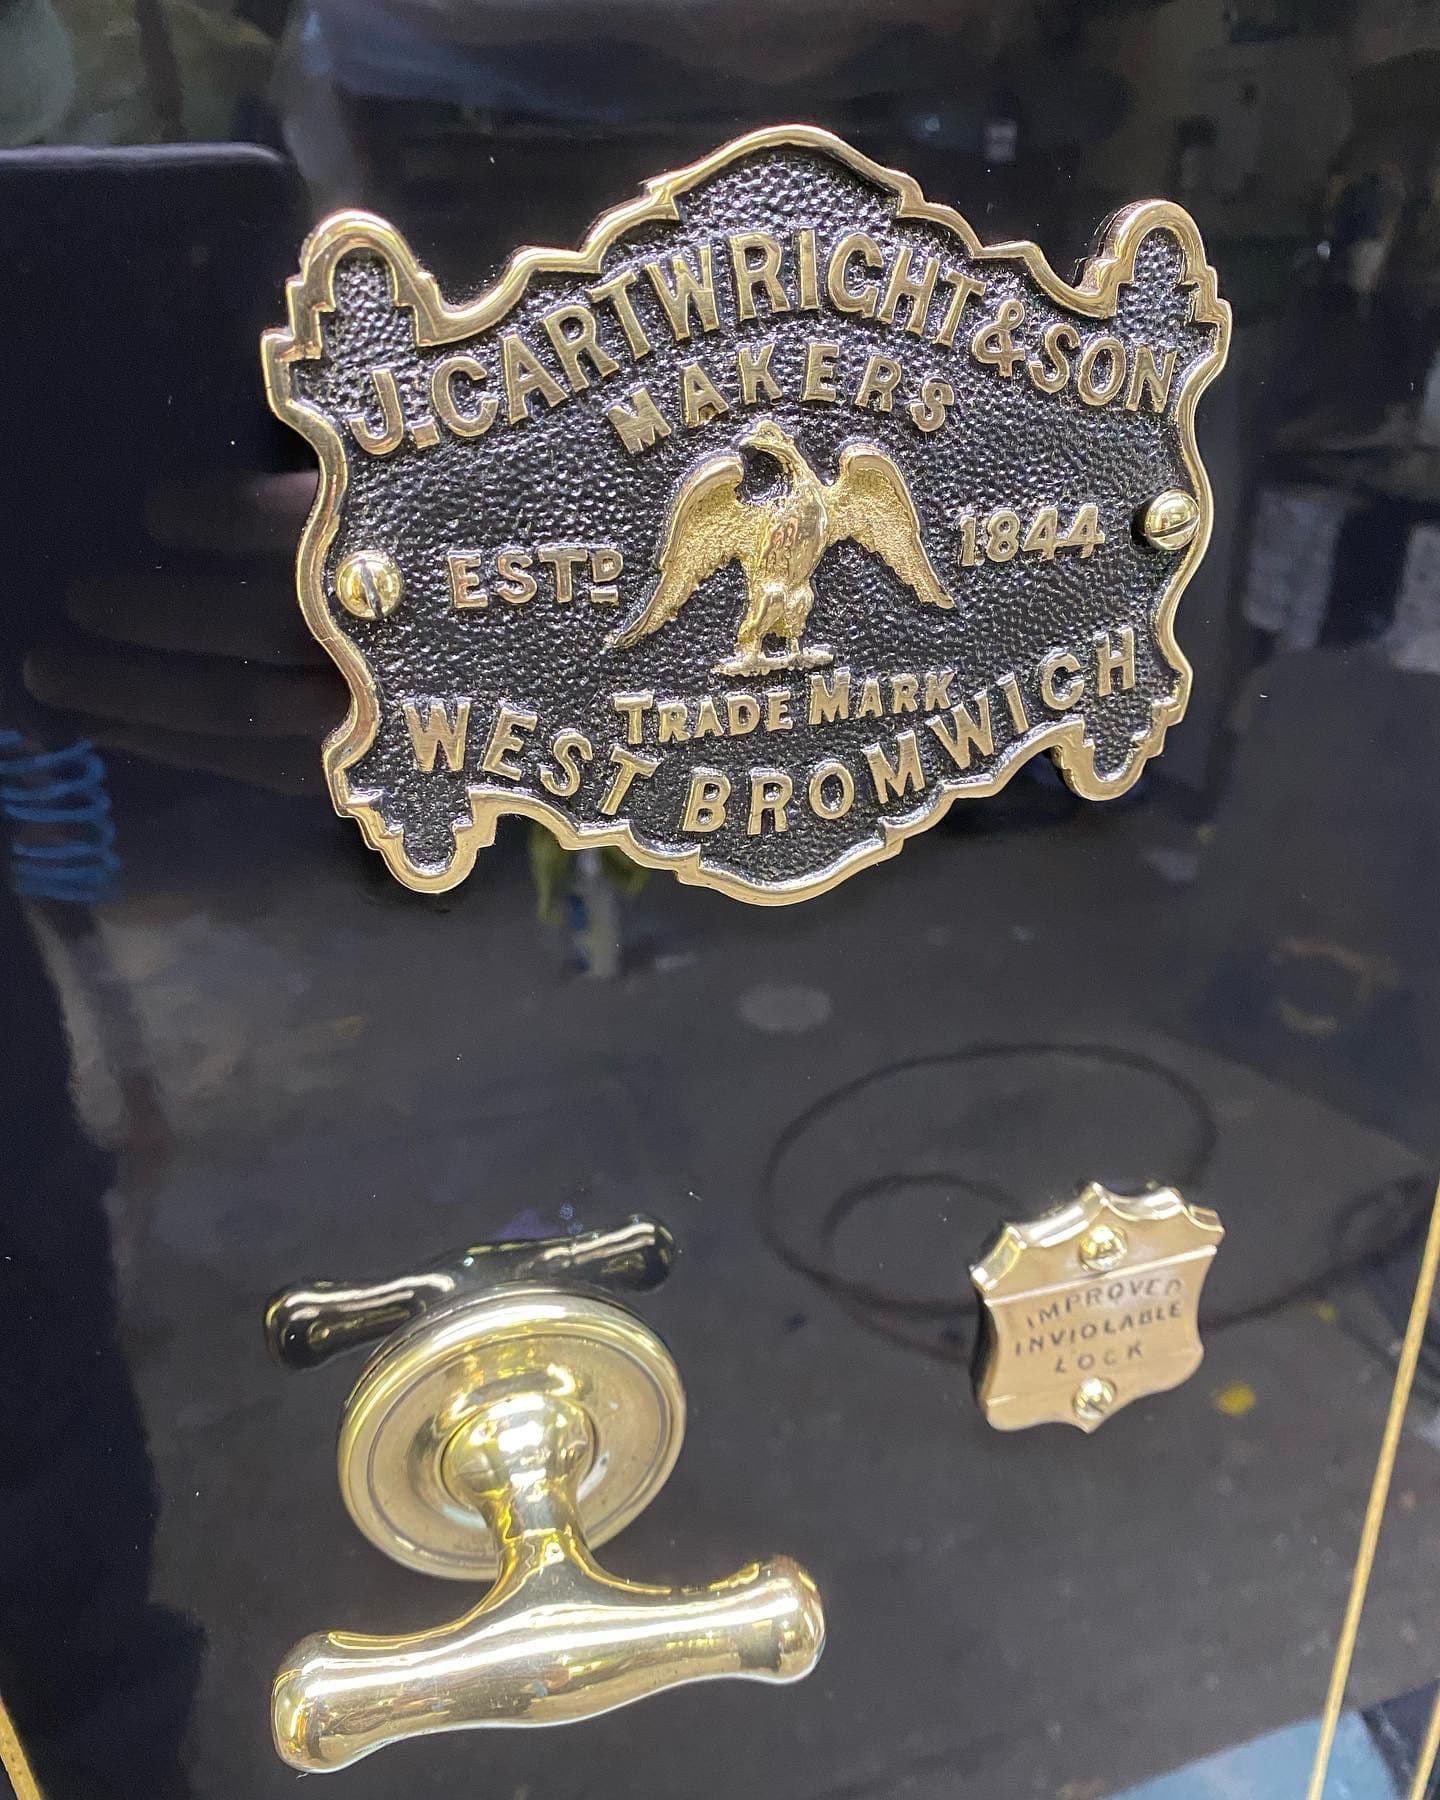 J. CARTWRIGHT & SON
MAKERS
ESTD 1844
TRADE MARK
WEST BROMWICH
IMPROVED
INVIOLABLE
LOCK